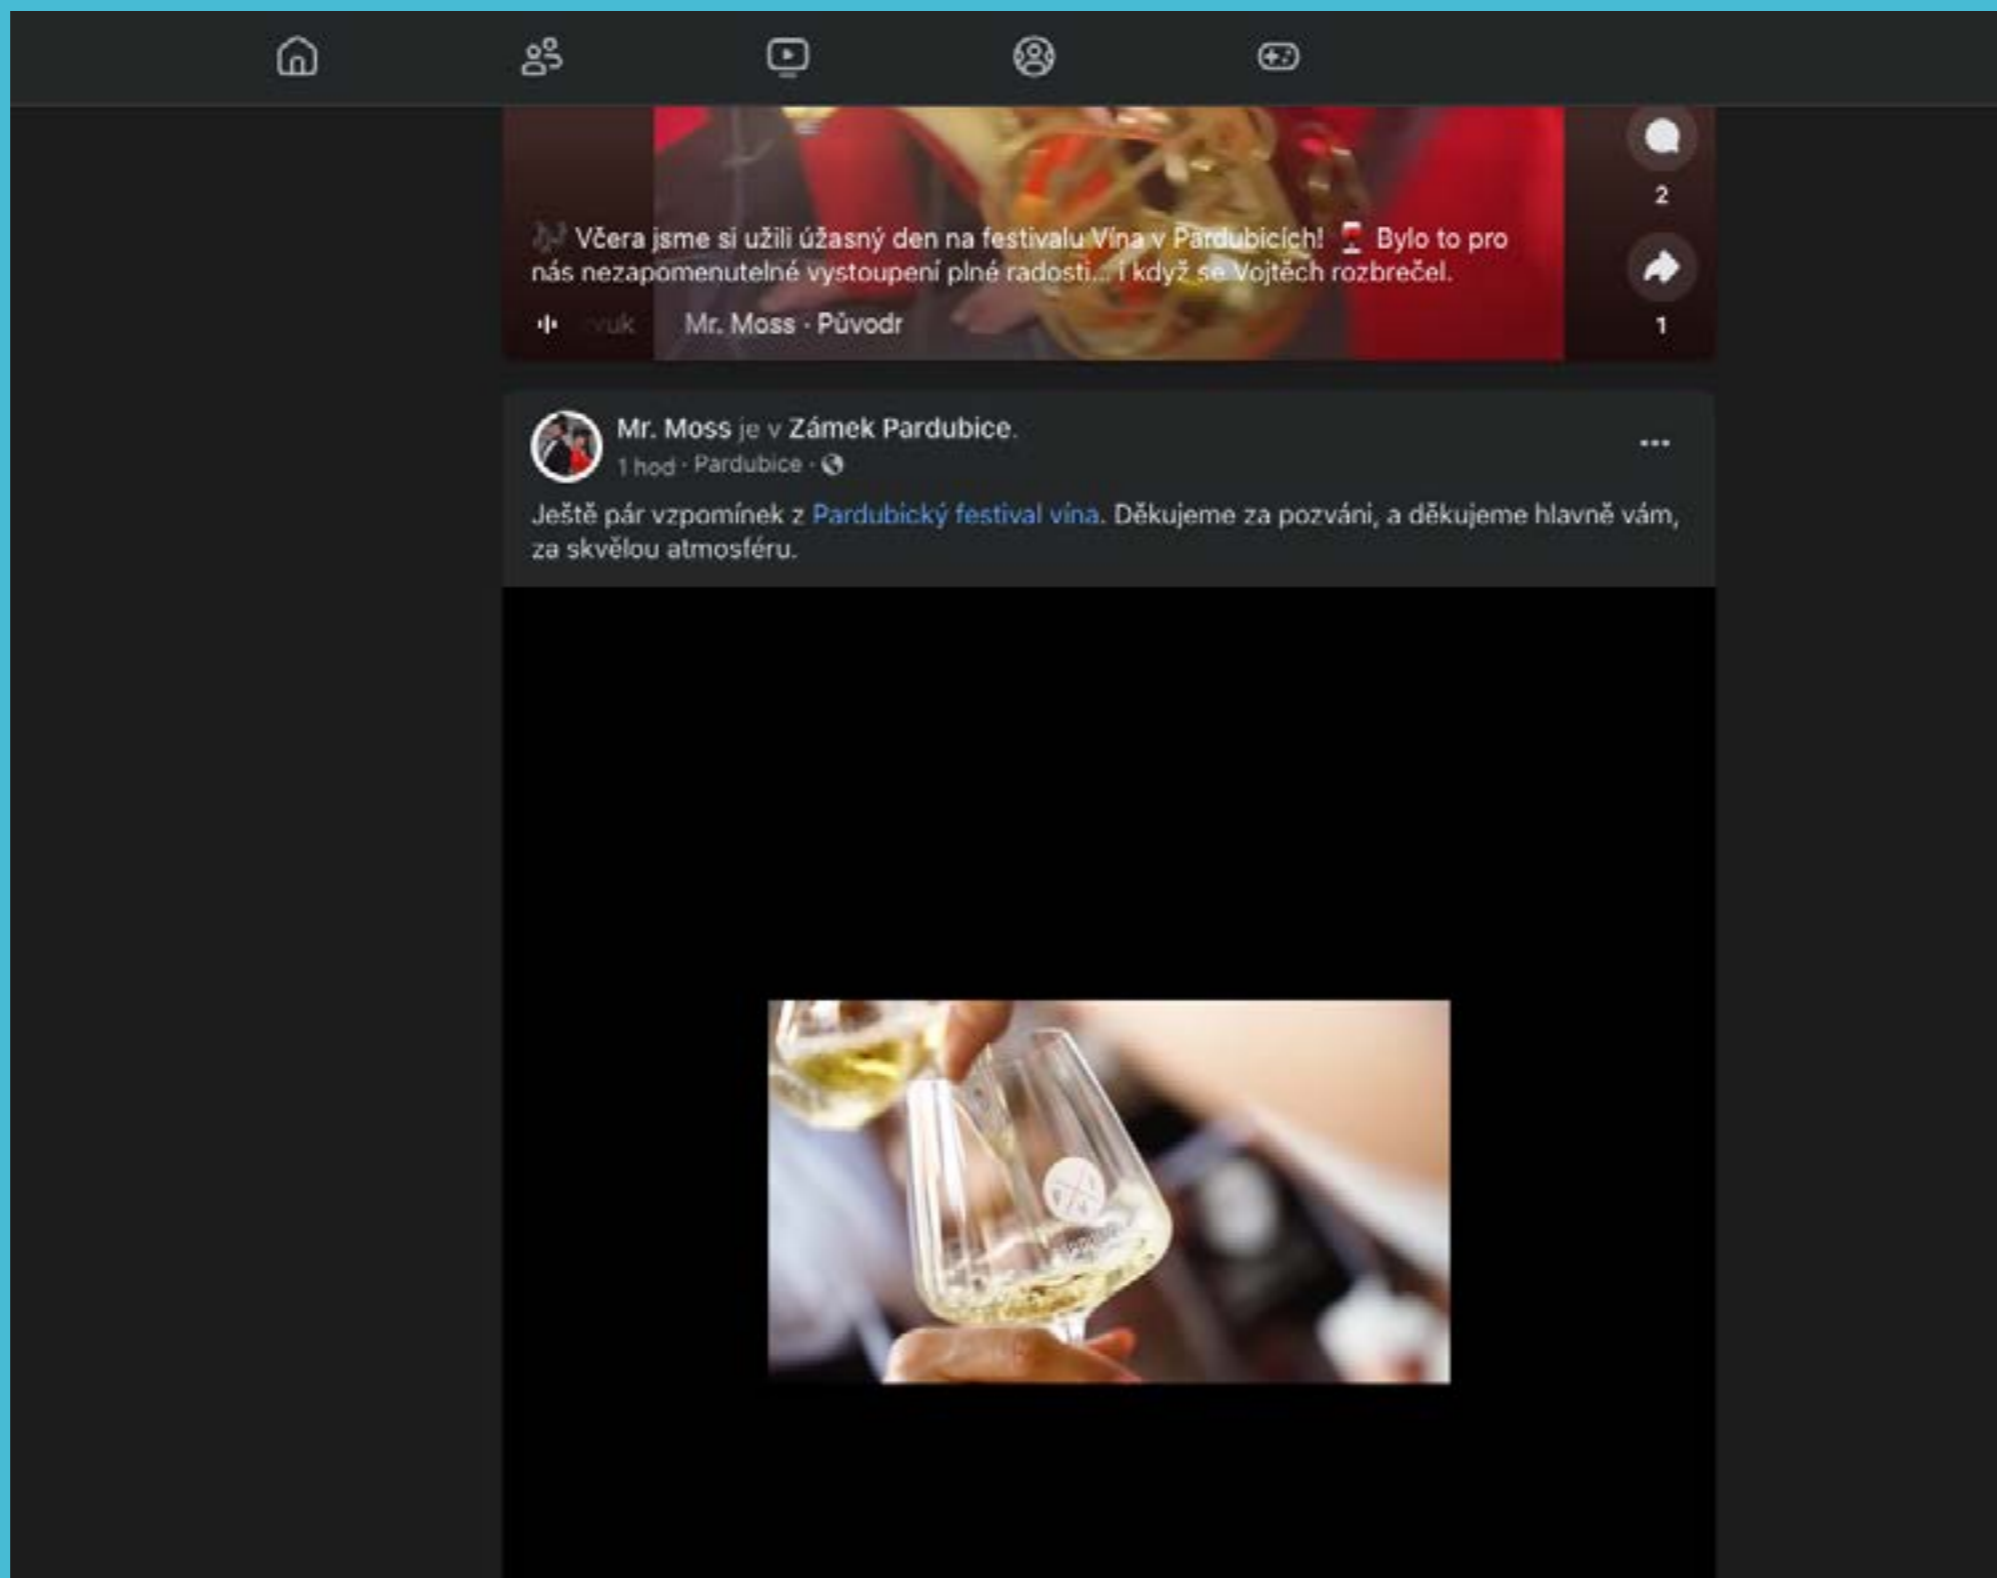 2
🎶 Včera jsme si užili úžasný den na festivalu Vína v Pardubicích! 🍷 Bylo to pro
nás nezapomenutelné vystoupení plné radosti... i když se Vojtěch rozbrečel.
vuk Mr. Moss · Původr
1
Mr. Moss je v Zámek Pardubice.
1 hod · Pardubice ·
Ještě pár vzpomínek z Pardubický festival vína. Děkujeme za pozváni, a děkujeme hlavně vám,
za skvělou atmosféru.